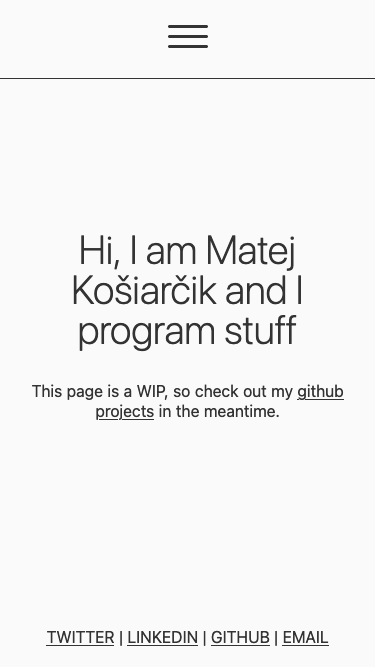 Hi, I am Matej
Košiarčik and I
program stuff
This page is a WIP, so check out my github
projects in the meantime.
TWITTER | LINKEDIN | GITHUB | EMAIL